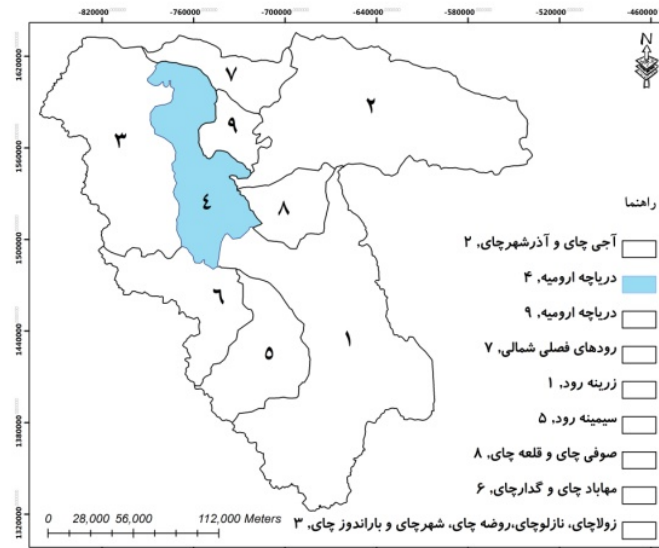 -820000 -760000 -700000 -640000 -580000 -520000 -460000
N
1620000
1560000
1500000
1440000
1380000
1320000
۷
۲
۳
۹
۴
۸
۶
۵
۱
راهنما
آجی چای و آذرشهرچای, ۲
دریاچه ارومیه, ۴
دریاچه ارومیه, ۹
رودهای فصلی شمالی, ۷
زرینه رود, ۱
سیمینه رود, ۵
صوفی چای و قلعه چای, ۸
مهاباد چای و گدارچای, ۶
زولاچای، نازلوچای،روضه چای، شهرچای و باراندوز چای, ۳
0 28,000 56,000 112,000 Meters